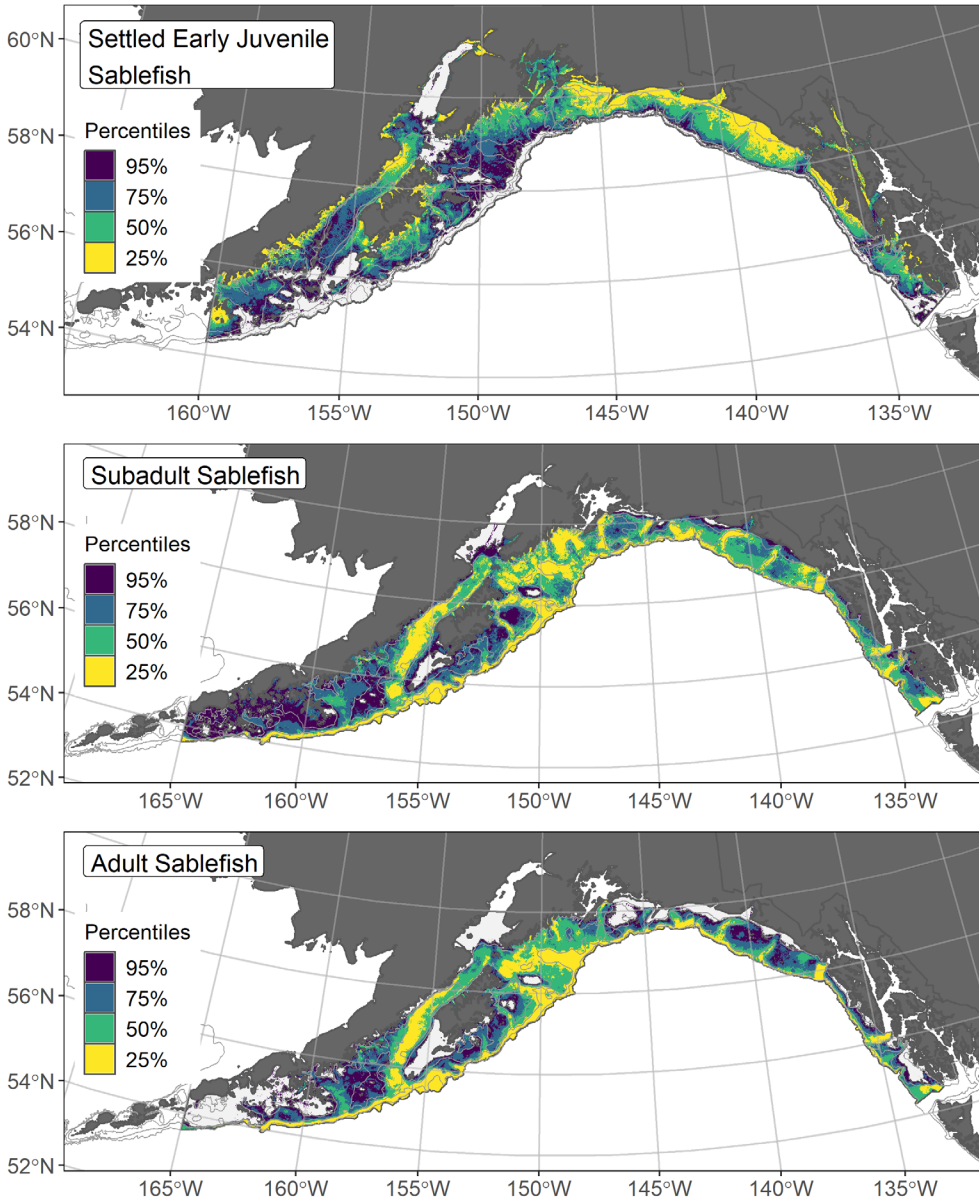 Settled Early Juvenile
Sablefish
Percentiles
95%
75%
50%
25%
60°N
58°N
56°N
54°N
160°W
155°W
150°W
145°W
140°W
135°W
Subadult Sablefish
Percentiles
95%
75%
50%
25%
58°N
56°N
54°N
52°N
165°W
160°W
155°W
150°W
145°W
140°W
135°W
Adult Sablefish
Percentiles
95%
75%
50%
25%
58°N
56°N
54°N
52°N
165°W
160°W
155°W
150°W
145°W
140°W
135°W